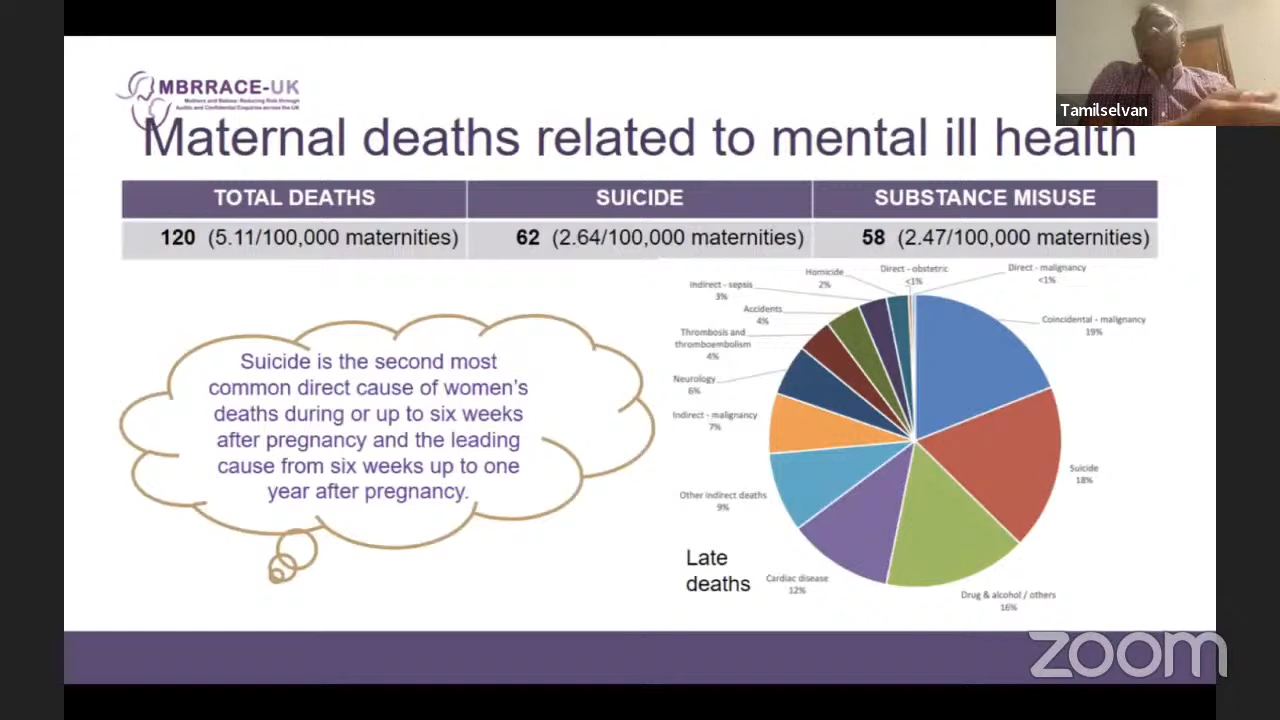 MBRRACE-UK
Mothers and Babies: Reducing Risk through
Audits and Confidential Enquiries across the UK
Tamilselvan
Maternal deaths related to mental ill health
TOTAL DEATHS
SUICIDE
SUBSTANCE MISUSE
120 (5.11/100,000 maternities)
62 (2.64/100,000 maternities)
58 (2.47/100,000 maternities)
Suicide is the second most
common direct cause of women's
deaths during or up to six weeks
after pregnancy and the leading
cause from six weeks up to one
year after pregnancy.
Direct - obstetric
<1%
Direct - malignancy
<1%
Homicide
2%
Indirect - sepsis
3%
Accidents
4%
Thrombosis and
thromboembolism
4%
Neurology
6%
Indirect - malignancy
7%
Other indirect deaths
9%
Cardiac disease
12%
Drug & alcohol / others
16%
Suicide
18%
Coincidental - malignancy
19%
Late
deaths
zoom